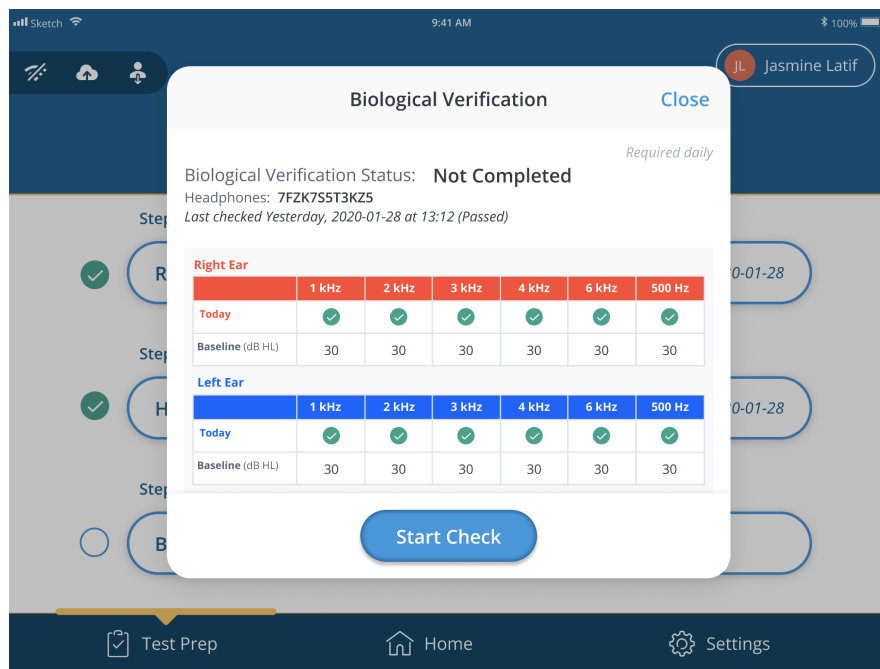 Sketch 9:41 AM 100%
JL Jasmine Latif
Biological Verification Close
Required daily
Biological Verification Status: Not Completed
Headphones: 7FZK7S5T3KZ5
Last checked Yesterday, 2020-01-28 at 13:12 (Passed)
Step
R 0-01-28
Right Ear
1 kHz 2 kHz 3 kHz 4 kHz 6 kHz 500 Hz
Today
Baseline (dB HL) 30 30 30 30 30 30
Step
Left Ear
1 kHz 2 kHz 3 kHz 4 kHz 6 kHz 500 Hz
H 0-01-28
Today
Baseline (dB HL) 30 30 30 30 30 30
Step
B
Start Check
Test Prep Home Settings